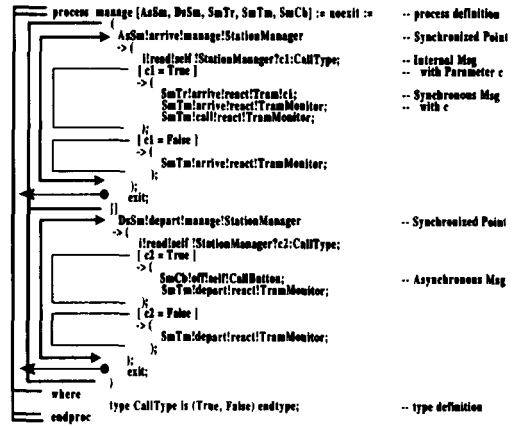 process manage [AsSm, DsSm, SmTr, SmTm, SmCb] := noexit := -- process definition
(
AsSm!arrive!manage!StationManager -- Synchronized Point
-> (
i!read!self !StationManager?c1:CallType; -- Internal Msg
[ c1 = True ] -- with Parameter c
-> (
SmTr!arrive!react!Tram!c1; -- Synchronous Msg
SmTm!arrive!react!TramMonitor; -- with c
SmTm!call!react!TramMonitor;
);
[ c1 = False ]
-> (
SmTm!arrive!react!TramMonitor;
);
);
exit;
[]
DsSm!depart!manage!StationManager -- Synchronized Point
-> (
i!read!self !StationManager?c2:CallType;
[ c2 = True ]
-> (
SmCb!off!self!CallButton; -- Asynchronous Msg
SmTm!depart!react!TramMonitor;
);
[ c2 = False ]
-> (
SmTm!depart!react!TramMonitor;
);
);
exit;
)
where
type CallType is (True, False) endtype; -- type definition
endproc